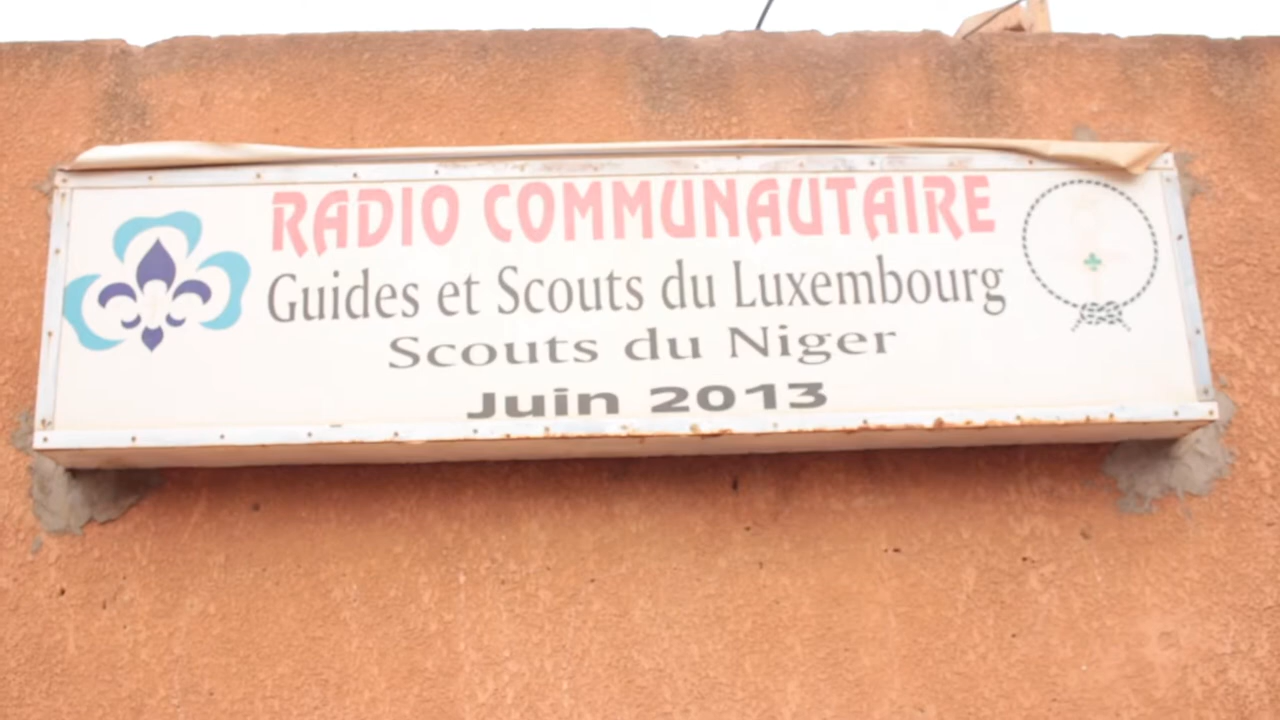 RADIO COMMUNAUTAIRE
Guides et Scouts du Luxembourg
Scouts du Niger
Juin 2013